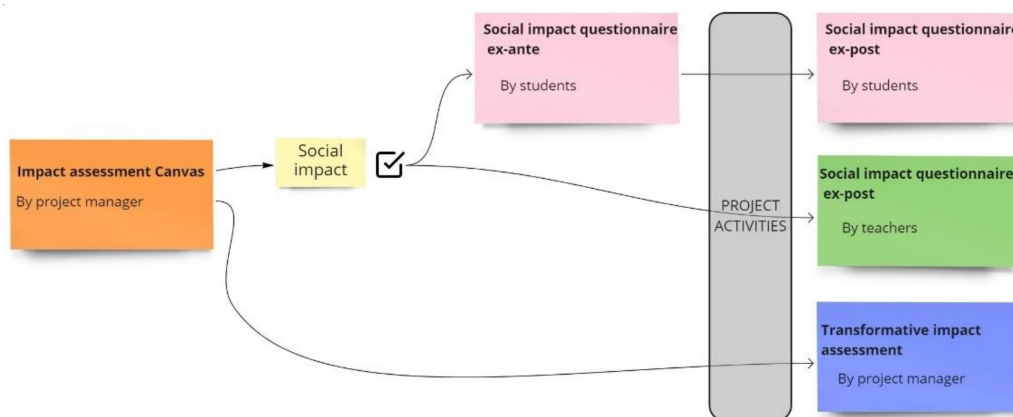 Social impact questionnaire
ex-ante
By students
Social impact questionnaire
ex-post
By students
Impact assessment Canvas
By project manager
Social
impact
PROJECT
ACTIVITIES
Social impact questionnaire
ex-post
By teachers
Transformative impact
assessment
By project manager